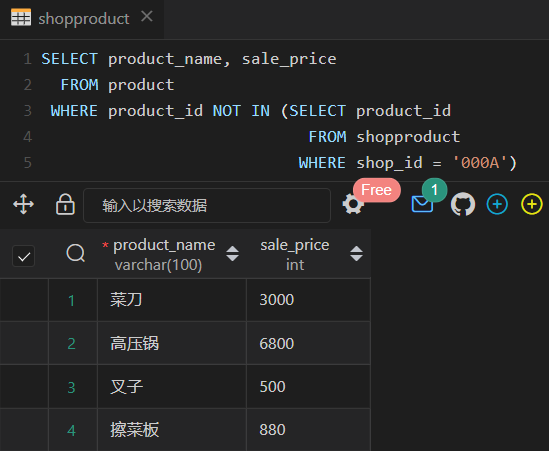 shopproduct
1 SELECT product_name, sale_price
2 FROM product
3 WHERE product_id NOT IN (SELECT product_id
4 FROM shopproduct
5 WHERE shop_id = '000A')
输入以搜索数据 Free 1
* product_name sale_price
varchar(100) int
1 菜刀 3000
2 高压锅 6800
3 叉子 500
4 擦菜板 880